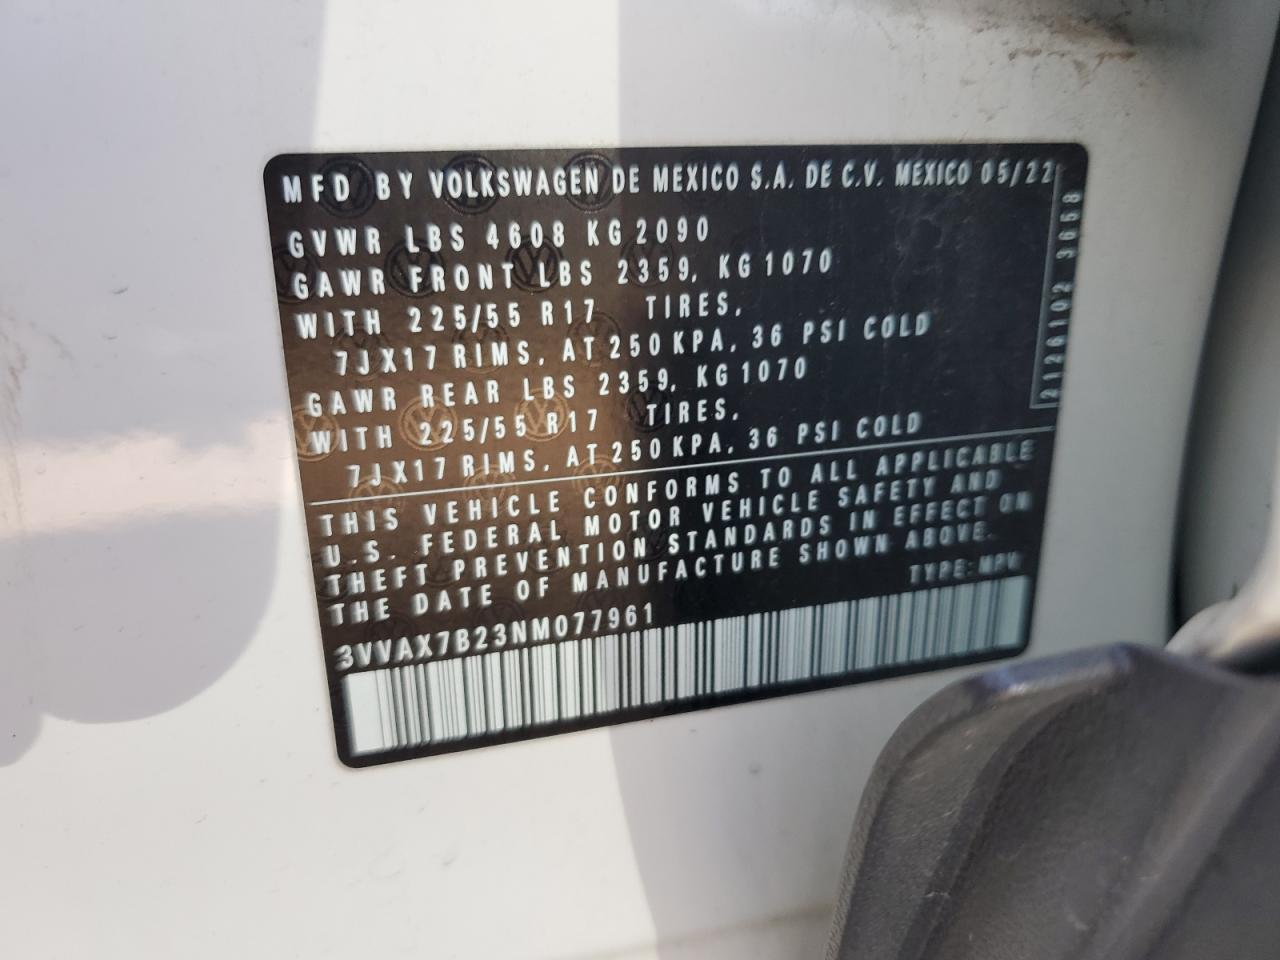 MFD BY VOLKSWAGEN DE MEXICO S.A. DE C.V. MEXICO 05/22
GVWR LBS 4608 KG 2090
GAWR FRONT LBS 2359, KG 1070
WITH 225/55 R17 TIRES,
7JX17 RIMS, AT 250 KPA, 36 PSI COLD
GAWR REAR LBS 2359, KG 1070
WITH 225/55 R17 TIRES,
7JX17 RIMS, AT 250 KPA, 36 PSI COLD
THIS VEHICLE CONFORMS TO ALL APPLICABLE
U.S. FEDERAL MOTOR VEHICLE SAFETY AND
THEFT PREVENTION STANDARDS IN EFFECT ON
THE DATE OF MANUFACTURE SHOWN ABOVE.
TYPE: MPV
3VVAX7B23NM077961
2126102 3668